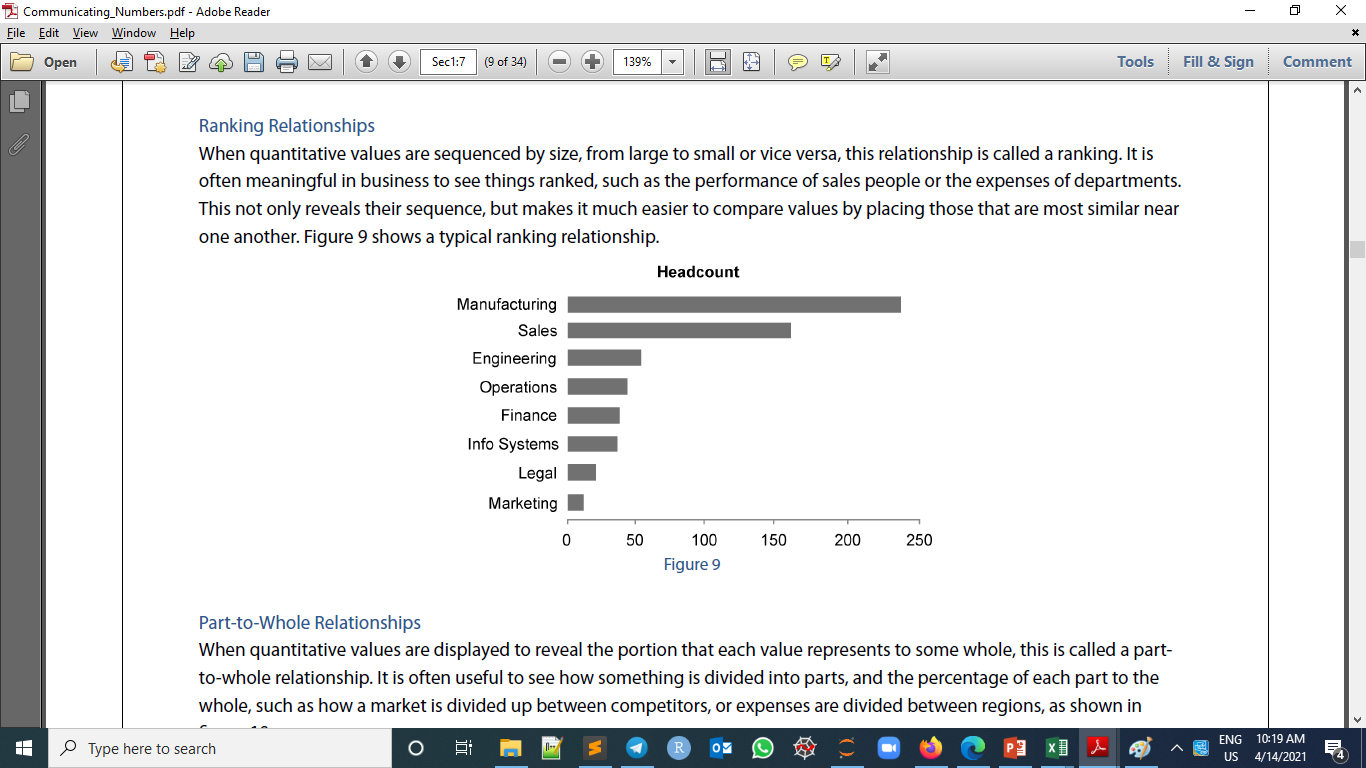 Communicating_Numbers.pdf - Adobe Reader
File Edit View Window Help
Open Sec1:7 (9 of 34) 139% Tools Fill & Sign Comment
Ranking Relationships
When quantitative values are sequenced by size, from large to small or vice versa, this relationship is called a ranking. It is
often meaningful in business to see things ranked, such as the performance of sales people or the expenses of departments.
This not only reveals their sequence, but makes it much easier to compare values by placing those that are most similar near
one another. Figure 9 shows a typical ranking relationship.
Headcount
Manufacturing
Sales
Engineering
Operations
Finance
Info Systems
Legal
Marketing
0 50 100 150 200 250
Figure 9
Part-to-Whole Relationships
When quantitative values are displayed to reveal the portion that each value represents to some whole, this is called a part-
to-whole relationship. It is often useful to see how something is divided into parts, and the percentage of each part to the
whole, such as how a market is divided up between competitors, or expenses are divided between regions, as shown in
Type here to search
ENG 10:19 AM
US 4/14/2021 4